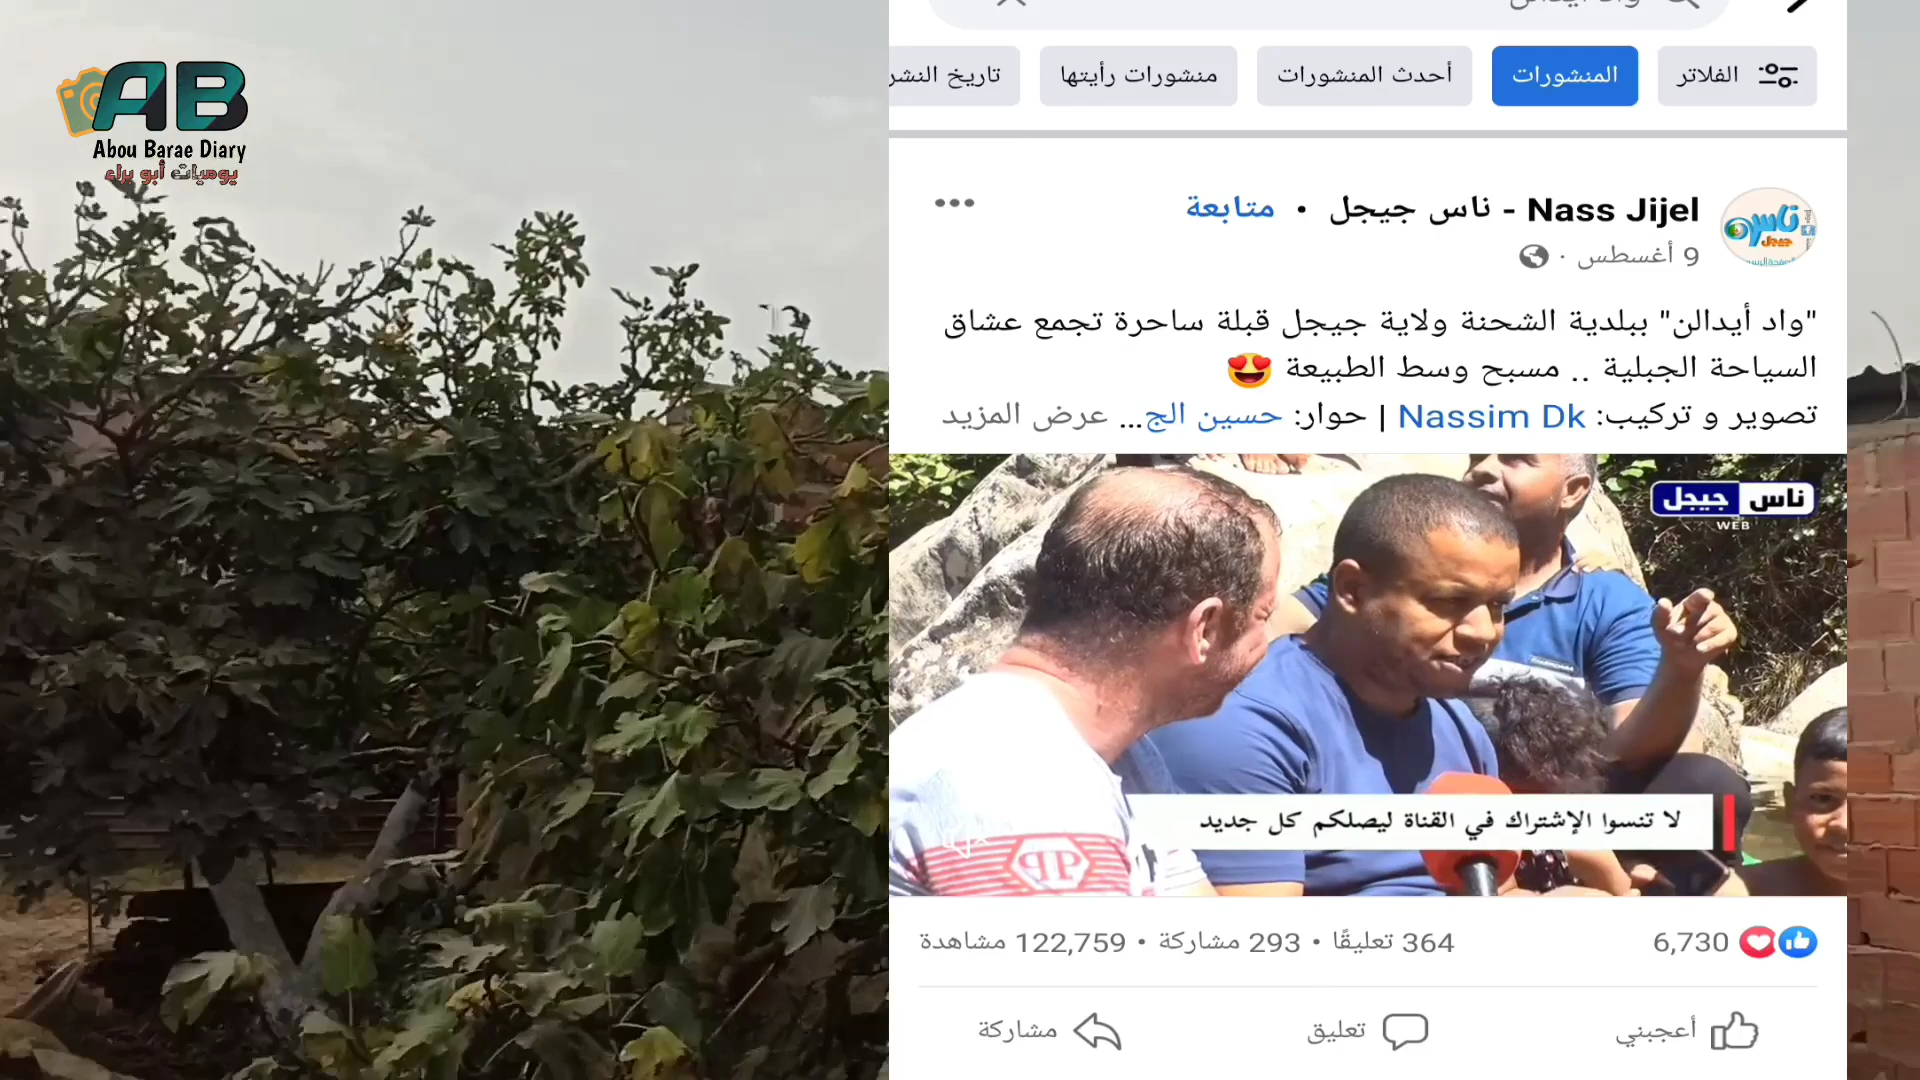 AB
Abou Barae Diary
يوميات أبو براء
الفلاتر
المنشورات
أحدث المنشورات
منشورات رأيتها
تاريخ النشر
Nass Jijel - ناس جيجل • متابعة
9 أغسطس ·
"واد أيدالن" ببلدية الشحنة ولاية جيجل قبلة ساحرة تجمع عشاق
السياحة الجبلية .. مسبح وسط الطبيعة 😍
تصوير و تركيب: Nassim Dk | حوار: حسين الج... عرض المزيد
ناس جيجل
WEB
لا تنسوا الإشتراك في القناة ليصلكم كل جديد
6,730
364 تعليقًا • 293 مشاركة • 122,759 مشاهدة
أعجبني
تعليق
مشاركة